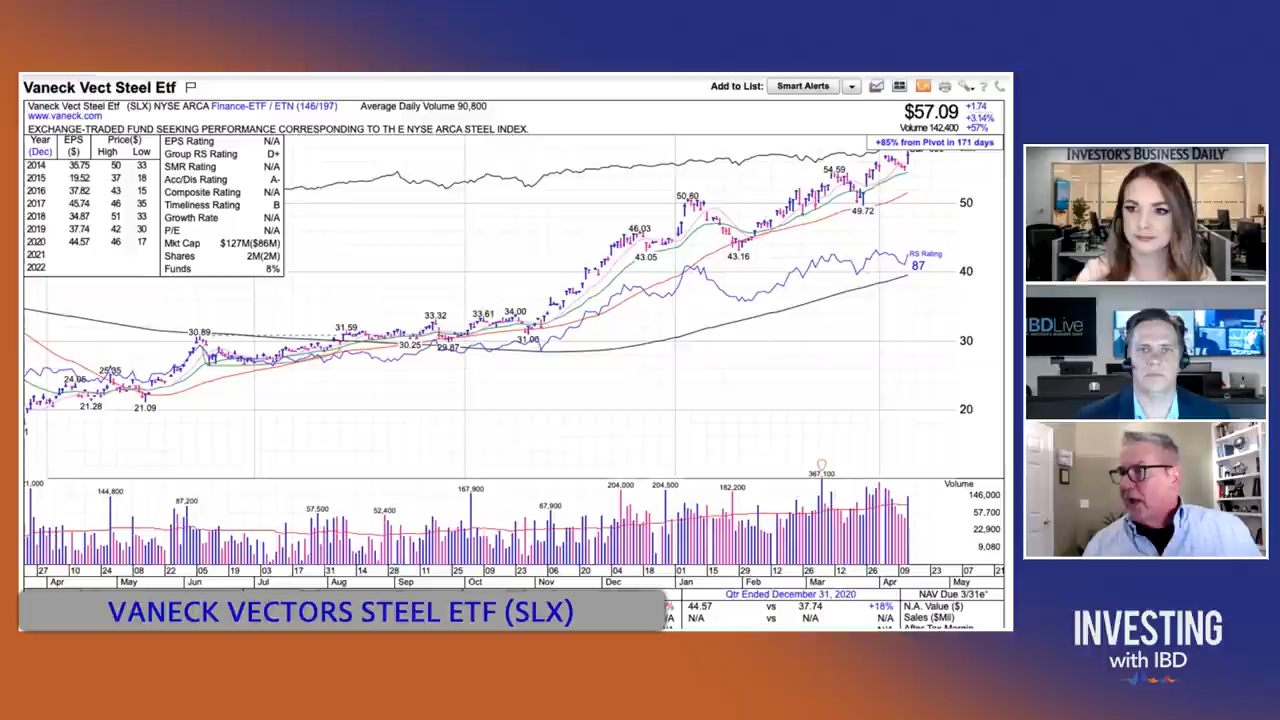 Vaneck Vect Steel Etf
Add to List: Smart Alerts
Vaneck Vect Steel Etf (SLX) NYSE ARCA Finance-ETF / ETN (146/197) Average Daily Volume 90,800
www.vaneck.com
EXCHANGE-TRADED FUND SEEKING PERFORMANCE CORRESPONDING TO TH E NYSE ARCA STEEL INDEX.
$57.09 +1.74
+3.14%
Volume 142,400 +57%
+85% from Pivot in 171 days
Year EPS Price($)
(Dec) ($) High Low
2014 35.75 50 33
2015 19.52 37 18
2016 37.82 43 15
2017 45.74 46 35
2018 34.87 51 33
2019 37.74 42 30
2020 44.57 46 17
2021
2022
EPS Rating N/A
Group RS Rating D+
SMR Rating N/A
Acc/Dis Rating A-
Composite Rating N/A
Timeliness Rating B
Growth Rate N/A
P/E N/A
Mkt Cap $127M($86M)
Shares 2M(2M)
Funds 8%
54.59
50.80
49.72
46.03
43.05
43.16
RS Rating
87
50
40
30
20
30.89
31.59
33.32
33.61
34.00
30.25
29.87
31.00
24.95
25.35
21.28
21.09
367,100
Volume
146,000
57,700
22,900
9,080
144,800
87,200
57,500
52,400
167,900
67,900
204,000
204,500
182,200
27 10 24 08 22 05 19 02 17 31 14 28 11 25 09 23 06 20 04 18 01 15 29 12 26 12 26 09 23 07 21
Apr May Jun Jul Aug Sep Oct Nov Dec Jan Feb Mar Apr May
Qtr Ended December 31, 2020 NAV Due 3/31e
% 44.57 vs 37.74 +18% N.A. Value ($)
N/A vs N/A N/A Sales ($Mil)
VANECK VECTORS STEEL ETF (SLX)
INVESTOR'S BUSINESS DAILY
IBDLive
INVESTING
with IBD